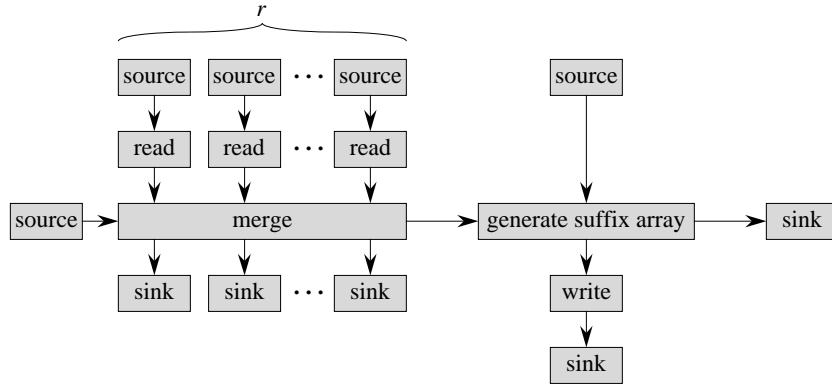 r
source source ... source source
read read ... read
source merge generate suffix array sink
sink sink ... sink write
sink